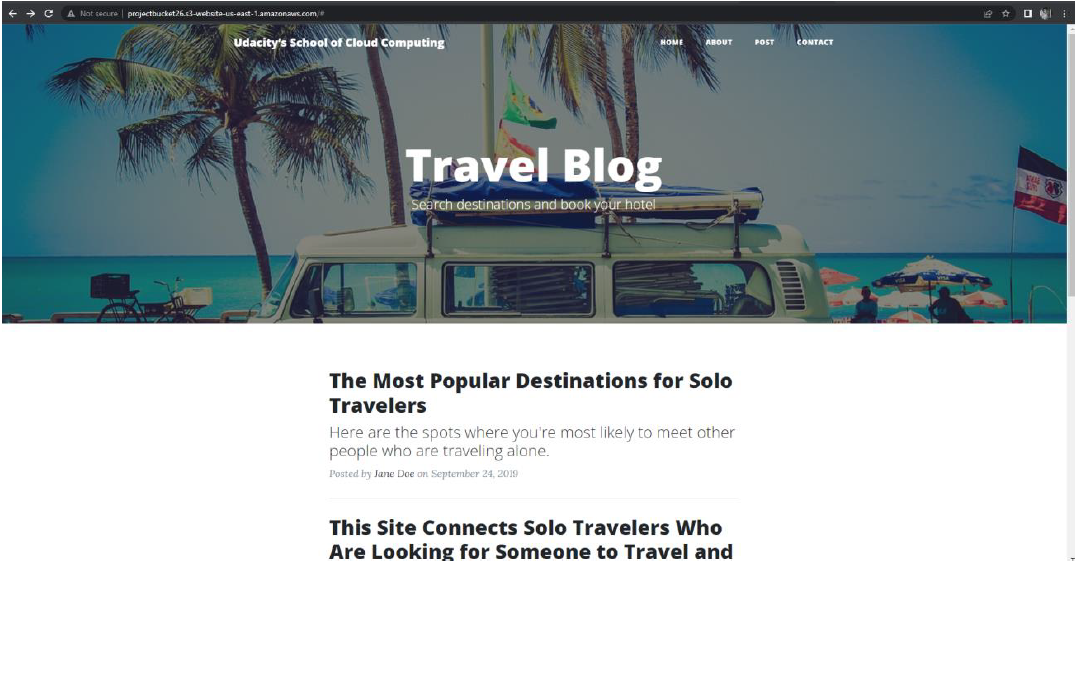 Not secure | projectbucket26.s3-website-us-east-1.amazonaws.com/#
Udacity's School of Cloud Computing
HOME ABOUT POST CONTACT
Travel Blog
Search destinations and book your hotel
VISA
The Most Popular Destinations for Solo
Travelers
Here are the spots where you're most likely to meet other
people who are traveling alone.
Posted by Jane Doe on September 24, 2019
This Site Connects Solo Travelers Who
Are Looking for Someone to Travel and